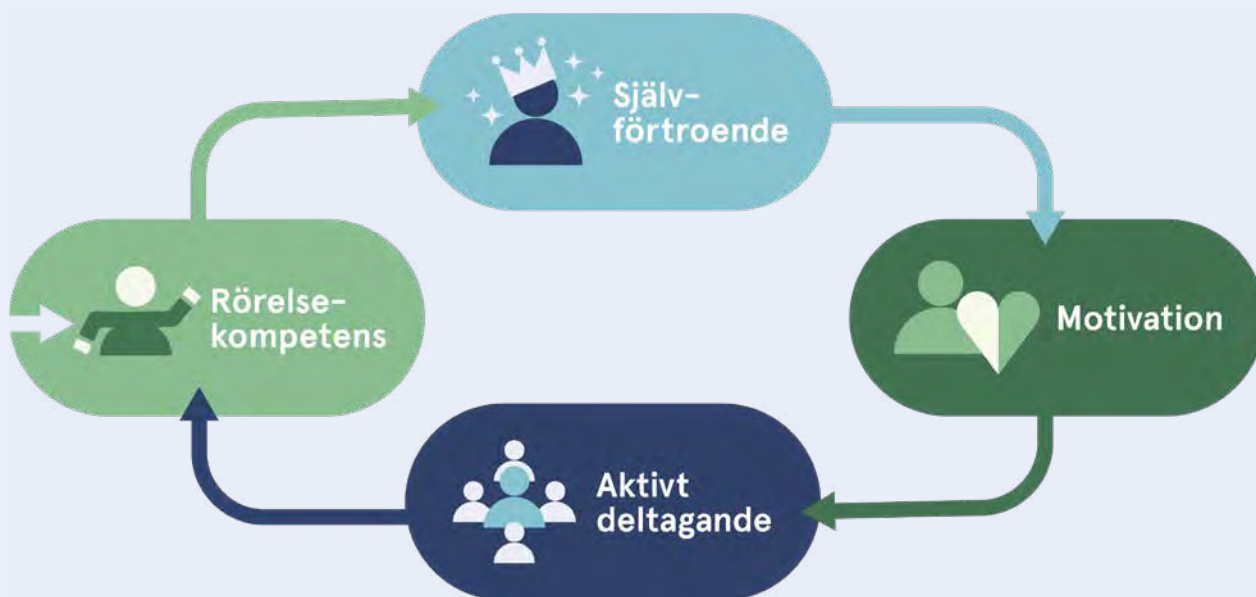 Själv-
förtroende
Rörelse-
kompetens
Motivation
Aktivt
deltagande